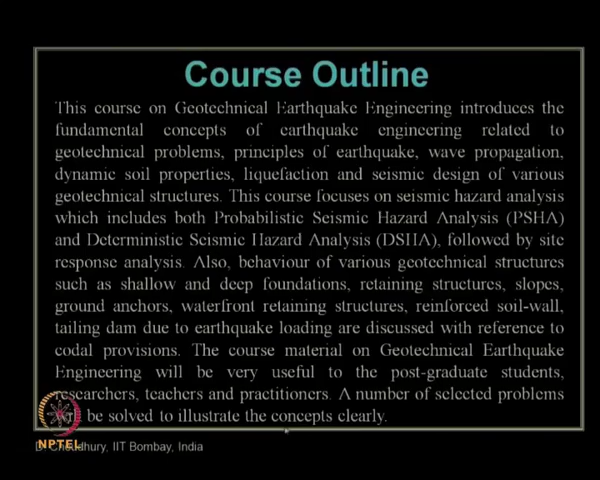 Course Outline
This course on Geotechnical Earthquake Engineering introduces the
fundamental concepts of earthquake engineering related to
geotechnical problems, principles of earthquake, wave propagation,
dynamic soil properties, liquefaction and seismic design of various
geotechnical structures. This course focuses on seismic hazard analysis
which includes both Probabilistic Seismic Hazard Analysis (PSHA)
and Deterministic Seismic Hazard Analysis (DSHA), followed by site
response analysis. Also, behaviour of various geotechnical structures
such as shallow and deep foundations, retaining structures, slopes,
ground anchors, waterfront retaining structures, reinforced soil-wall,
tailing dam due to earthquake loading are discussed with reference to
codal provisions. The course material on Geotechnical Earthquake
Engineering will be very useful to the post-graduate students,
researchers, teachers and practitioners. A number of selected problems
be solved to illustrate the concepts clearly.
NPTEL
D. Choudhury, IIT Bombay, India